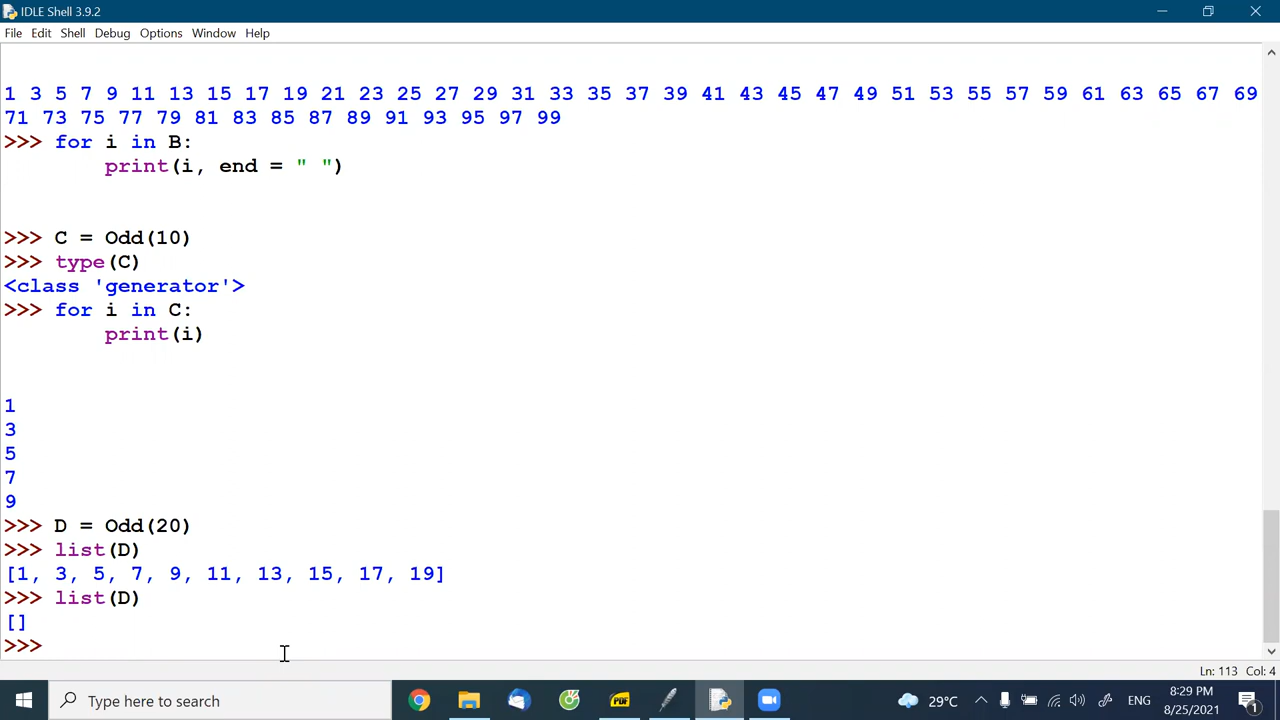 IDLE Shell 3.9.2
File Edit Shell Debug Options Window Help
1 3 5 7 9 11 13 15 17 19 21 23 25 27 29 31 33 35 37 39 41 43 45 47 49 51 53 55 57 59 61 63 65 67 69
71 73 75 77 79 81 83 85 87 89 91 93 95 97 99
>>> for i in B:
print(i, end = " ")
>>> C = Odd(10)
>>> type(C)
<class 'generator'>
>>> for i in C:
print(i)
1
3
5
7
9
>>> D = Odd(20)
>>> list(D)
[1, 3, 5, 7, 9, 11, 13, 15, 17, 19]
>>> list(D)
[]
>>>
Ln: 113 Col: 4
Type here to search
PDF
29°C
ENG
8:29 PM
8/25/2021
1